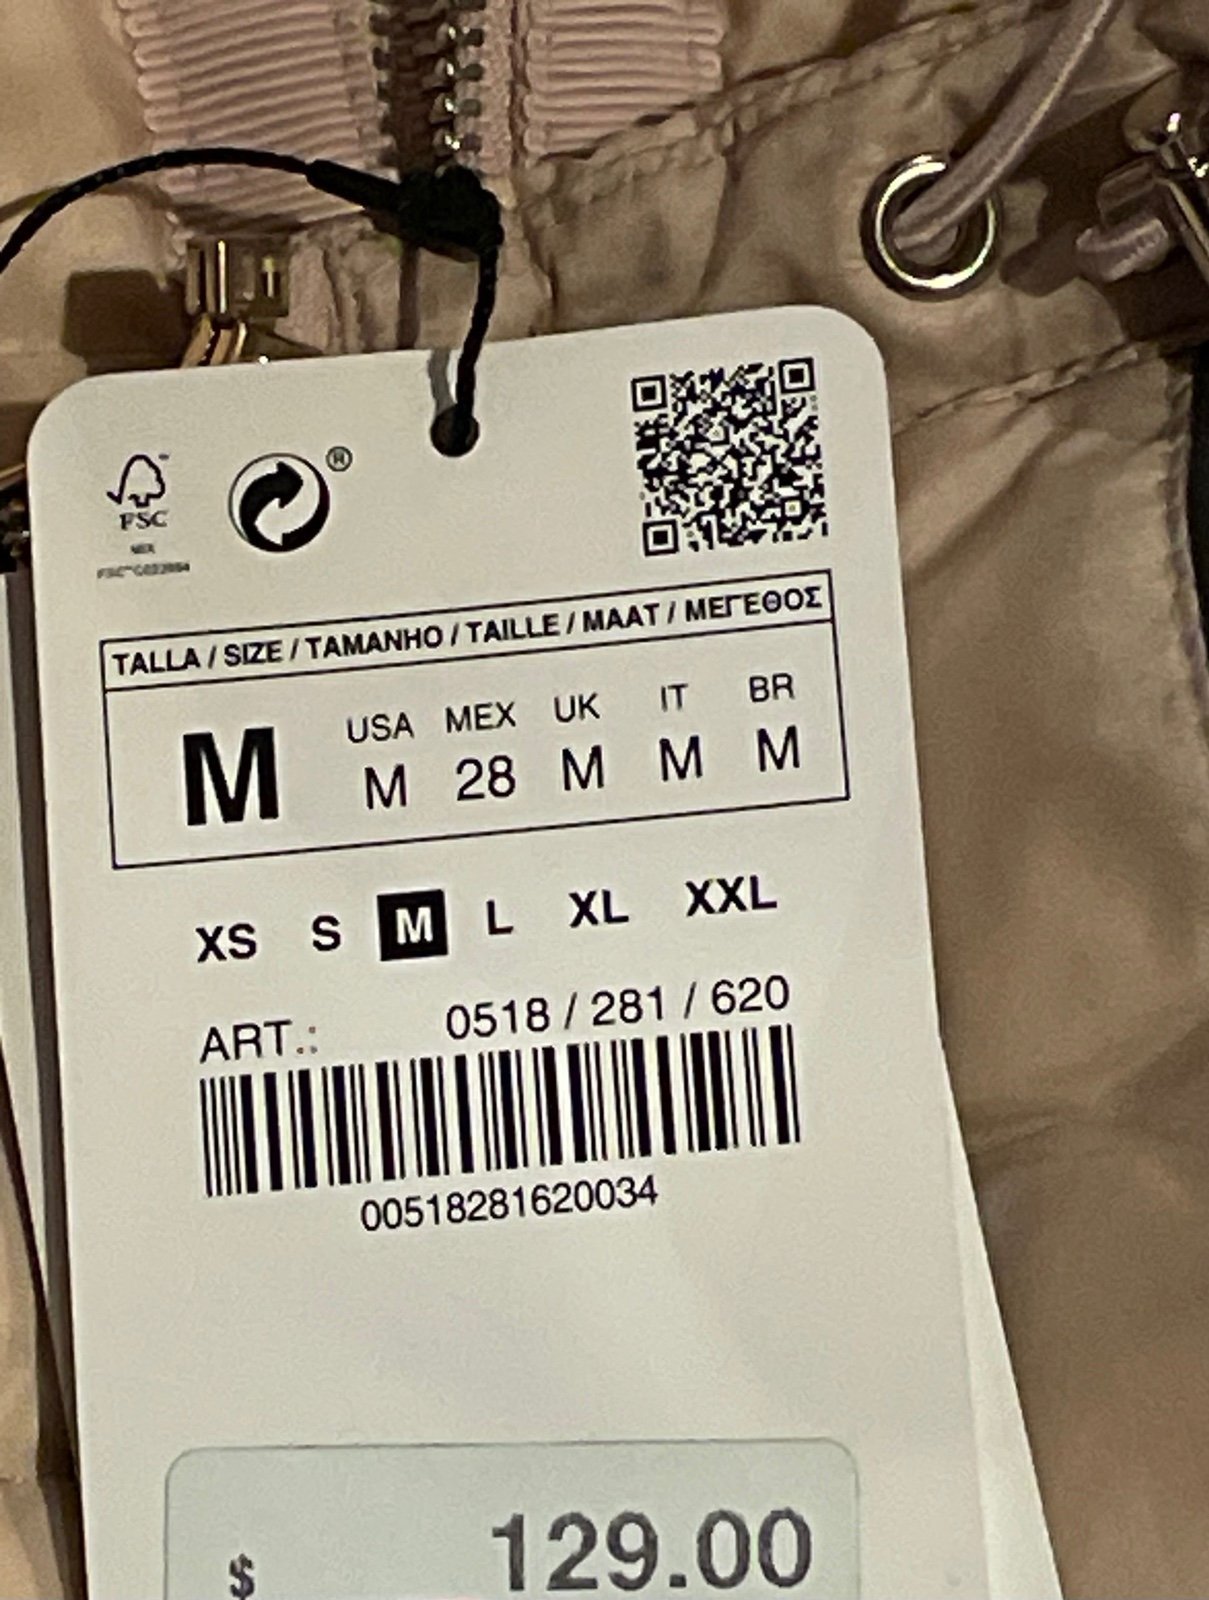 FSC
MIX
®
TALLA / SIZE / TAMANHO / TAILLE / MAAT / ΜΕΓΕΘΟΣ
M
USA MEX UK IT BR
M 28 M M M
XS S M L XL XXL
ART.: 0518 / 281 / 620
00518281620034
$ 129.00